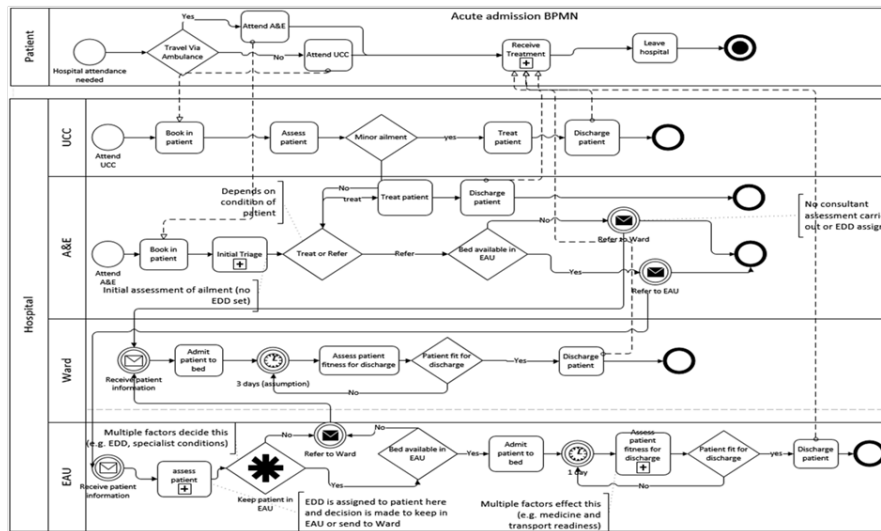 Acute admission BPMN
Patient
Hospital attendance
needed
Travel Via
Ambulance
Yes
No
Attend A&E
Attend UCC
Receive
Treatment
Leave
hospital
Hospital
UCC
Attend
UCC
Book in
patient
Assess
patient
Minor ailment
yes
Treat
patient
Discharge
patient
A&E
Depends on
condition of
patient
No
treat
Treat patient
Discharge
patient
No consultant
assessment carri
out or EDD assign
Attend
A&E
Book in
patient
Initial Triage
Treat or Refer
Refer
Bed available in
EAU
No
Refer to Ward
Yes
Refer to EAU
Initial assessment of ailment (no
EDD set)
Ward
Receive patient
information
Admit
patient to
bed
3 days (assumption)
Assess patient
fitness for discharge
Patient fit for
discharge
Yes
No
Discharge
patient
EAU
Multiple factors decide this
(e.g. EDD, specialist conditions)
Receive patient
information
assess
patient
Keep patient in
EAU
No
Refer to Ward
No
Yes
Bed available in
EAU
Yes
Admit
patient to
bed
1 day
Assess
patient
fitness for
discharge
Patient fit for
discharge
yes
No
Discharge
patient
EDD is assigned to patient here
and decision is made to keep in
EAU or send to Ward
Multiple factors effect this
(e.g. medicine and
transport readiness)